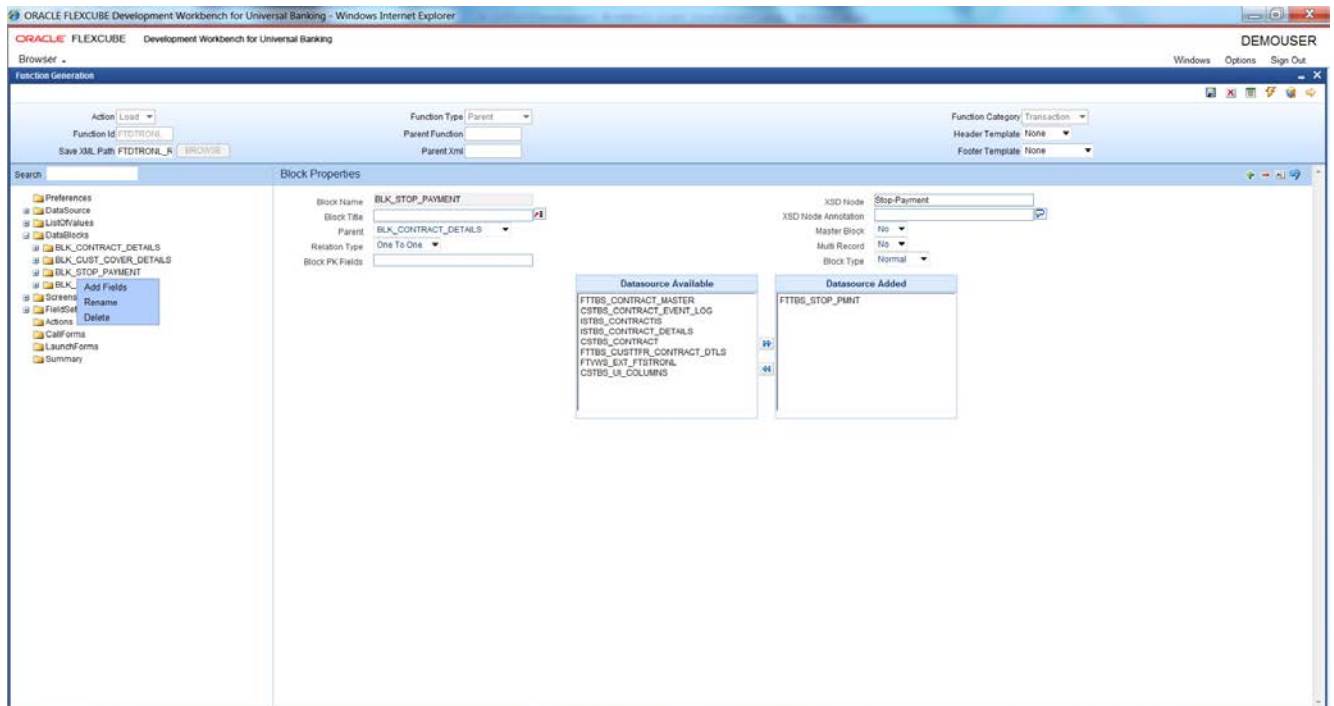 ORACLE FLEXCUBE Development Workbench for Universal Banking - Windows Internet Explorer
ORACLE FLEXCUBE Development Workbench for Universal Banking
DEMOUSER
Browser
Windows Options Sign Out
Function Generation
Action Load Function Type Parent Function Category Transaction
Function Id FTDTRONL Parent Function Header Template None
Save XML Path FTDTRONL_R BROWSE Parent Xml Footer Template None
Search
Block Properties
Preferences
DataSource
ListOfValues
DataBlocks
BLK_CONTRACT_DETAILS
BLK_CUST_COVER_DETAILS
BLK_STOP_PAYMENT
BLK_
Add Fields
Rename
Delete
Screens
FieldSet
Actions
CallForms
LaunchForms
Summary
Block Name BLK_STOP_PAYMENT XSD Node Stop-Payment
Block Title XSD Node Annotation
Parent BLK_CONTRACT_DETAILS Master Block No
Relation Type One To One Multi Record No
Block PK Fields Block Type Normal
Datasource Available
FTTBS_CONTRACT_MASTER
CSTBS_CONTRACT_EVENT_LOG
ISTBS_CONTRACTIS
ISTBS_CONTRACT_DETAILS
CSTBS_CONTRACT
FTTBS_CUSTTFR_CONTRACT_DTLS
FTVWS_EXT_FTSTRONL
CSTBS_UI_COLUMNS
Datasource Added
FTTBS_STOP_PMNT